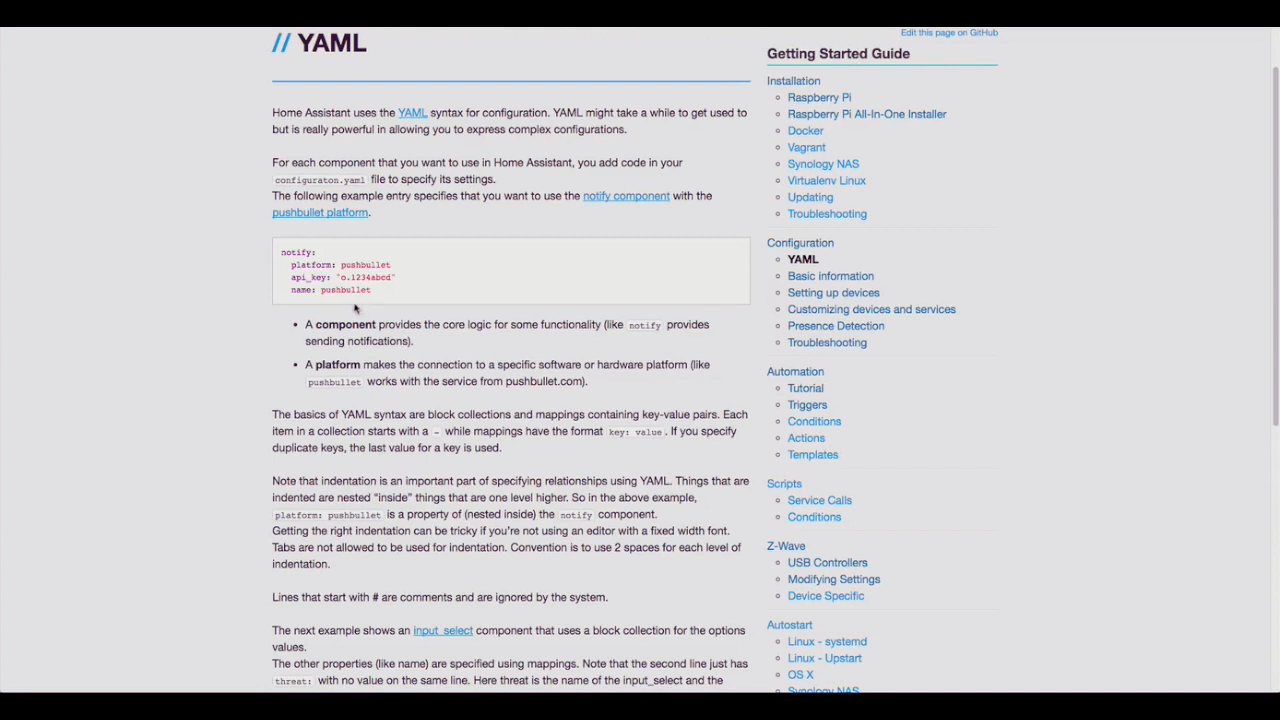 // YAML
Home Assistant uses the YAML syntax for configuration. YAML might take a while to get used to
but is really powerful in allowing you to express complex configurations.
For each component that you want to use in Home Assistant, you add code in your
configuraton.yaml file to specify its settings.
The following example entry specifies that you want to use the notify component with the
pushbullet platform.
notify:
  platform: pushbullet
  api_key: "o.1234abcd"
  name: pushbullet
• A component provides the core logic for some functionality (like notify provides
sending notifications).
• A platform makes the connection to a specific software or hardware platform (like
pushbullet works with the service from pushbullet.com).
The basics of YAML syntax are block collections and mappings containing key-value pairs. Each
item in a collection starts with a - while mappings have the format key: value. If you specify
duplicate keys, the last value for a key is used.
Note that indentation is an important part of specifying relationships using YAML. Things that are
indented are nested “inside” things that are one level higher. So in the above example,
platform: pushbullet is a property of (nested inside) the notify component.
Getting the right indentation can be tricky if you’re not using an editor with a fixed width font.
Tabs are not allowed to be used for indentation. Convention is to use 2 spaces for each level of
indentation.
Lines that start with # are comments and are ignored by the system.
The next example shows an input_select component that uses a block collection for the options
values.
The other properties (like name) are specified using mappings. Note that the second line just has
threat: with no value on the same line. Here threat is the name of the input_select and the
Edit this page on GitHub
Getting Started Guide
Installation
Raspberry Pi
Raspberry Pi All-In-One Installer
Docker
Vagrant
Synology NAS
Virtualenv Linux
Updating
Troubleshooting
Configuration
YAML
Basic information
Setting up devices
Customizing devices and services
Presence Detection
Troubleshooting
Automation
Tutorial
Triggers
Conditions
Actions
Templates
Scripts
Service Calls
Conditions
Z-Wave
USB Controllers
Modifying Settings
Device Specific
Autostart
Linux - systemd
Linux - Upstart
OS X
Synology NAS